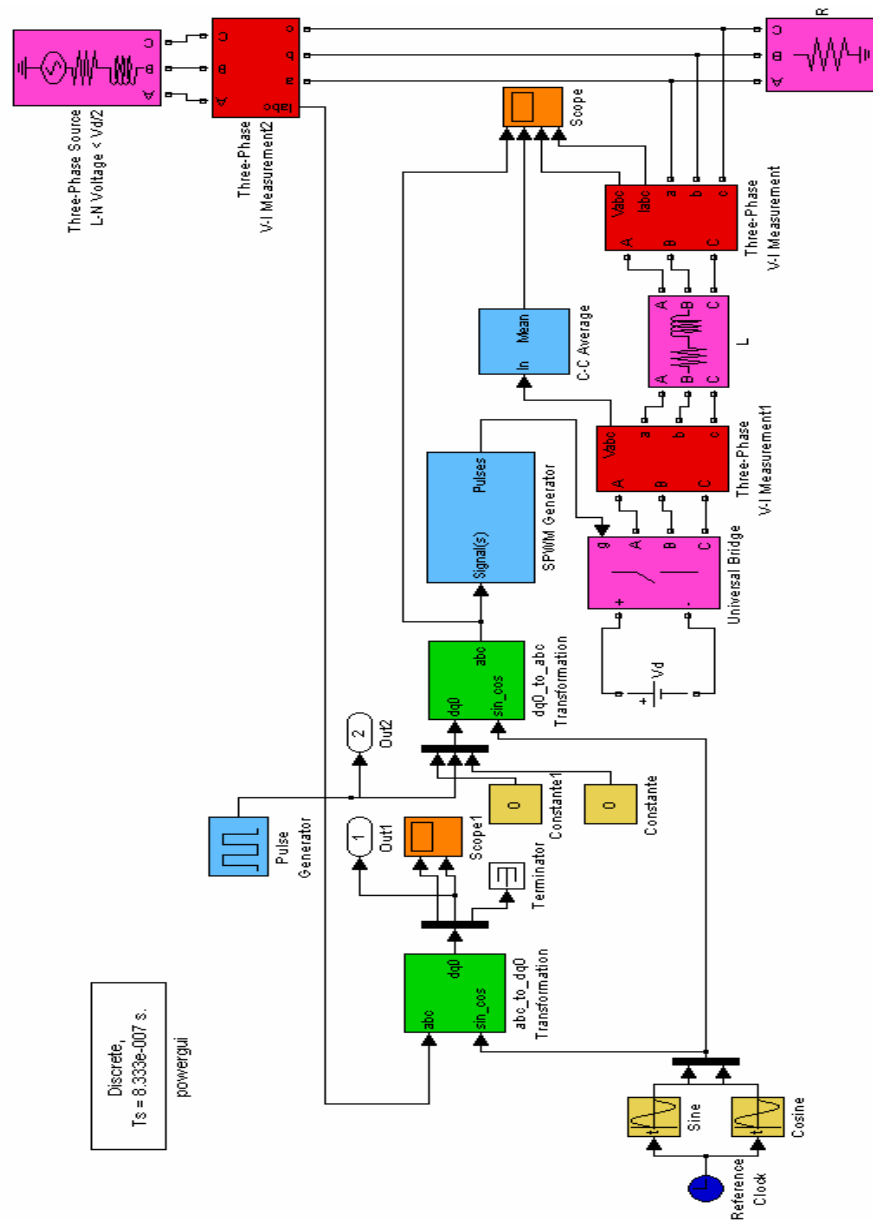 Discrete,
Ts = 8.333e-007 s.
powergui
A
B
C
Three-Phase Source
L-N Voltage < Vd/2
A
B
C
Iabc
a
b
c
Three-Phase
V-I Measurement2
Pulse
Generator
1
Out1
2
Out2
abc
sin_cos
dq0
abc_to_dq0
Transformation
Scope1
Terminator
dq0
sin_cos
abc
dq0_to_abc
Transformation
0
Constante1
0
Constante
Signal(s)
Pulses
SPWM Generator
In
Mean
C-C Average
Scope
Reference
Clock
t
Sine
t
Cosine
+
Vd
+
-
g
A
B
C
Universal Bridge
A
B
C
Vabc
a
b
c
Three-Phase
V-I Measurement1
A
B
C
A
B
C
L
A
B
C
Vabc
Iabc
a
b
c
Three-Phase
V-I Measurement
A
B
C
R